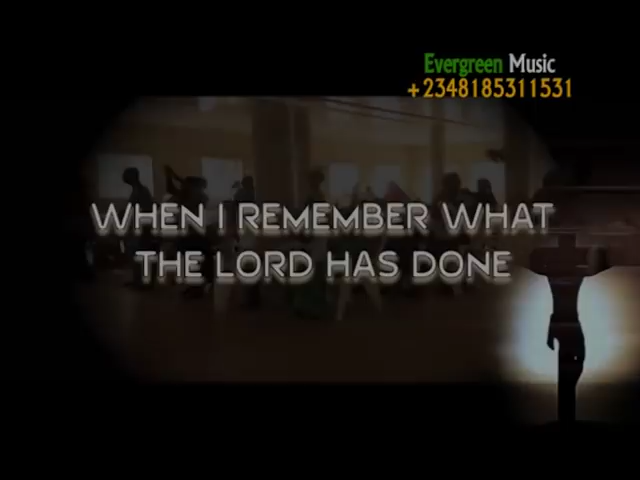 Evergreen Music
+2348185311531
WHEN I REMEMBER WHAT
THE LORD HAS DONE